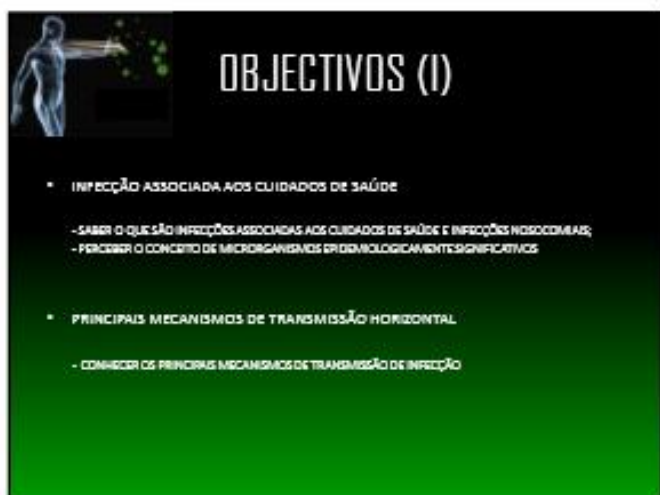 OBJECTIVOS (I)
▪ INFECÇÃO ASSOCIADA AOS CUIDADOS DE SAÚDE
- SABER O QUE SÃO INFECÇÕES ASSOCIADAS AOS CUIDADOS DE SAÚDE E INFECÇÕES NOSOCOMIAIS;
- PERCEBER O CONCEITO DE MICRORGANISMOS EPIDEMIOLOGICAMENTE SIGNIFICATIVOS
▪ PRINCIPAIS MECANISMOS DE TRANSMISSÃO HORIZONTAL
- CONHECER OS PRINCIPAIS MECANISMOS DE TRANSMISSÃO DE INFECÇÃO